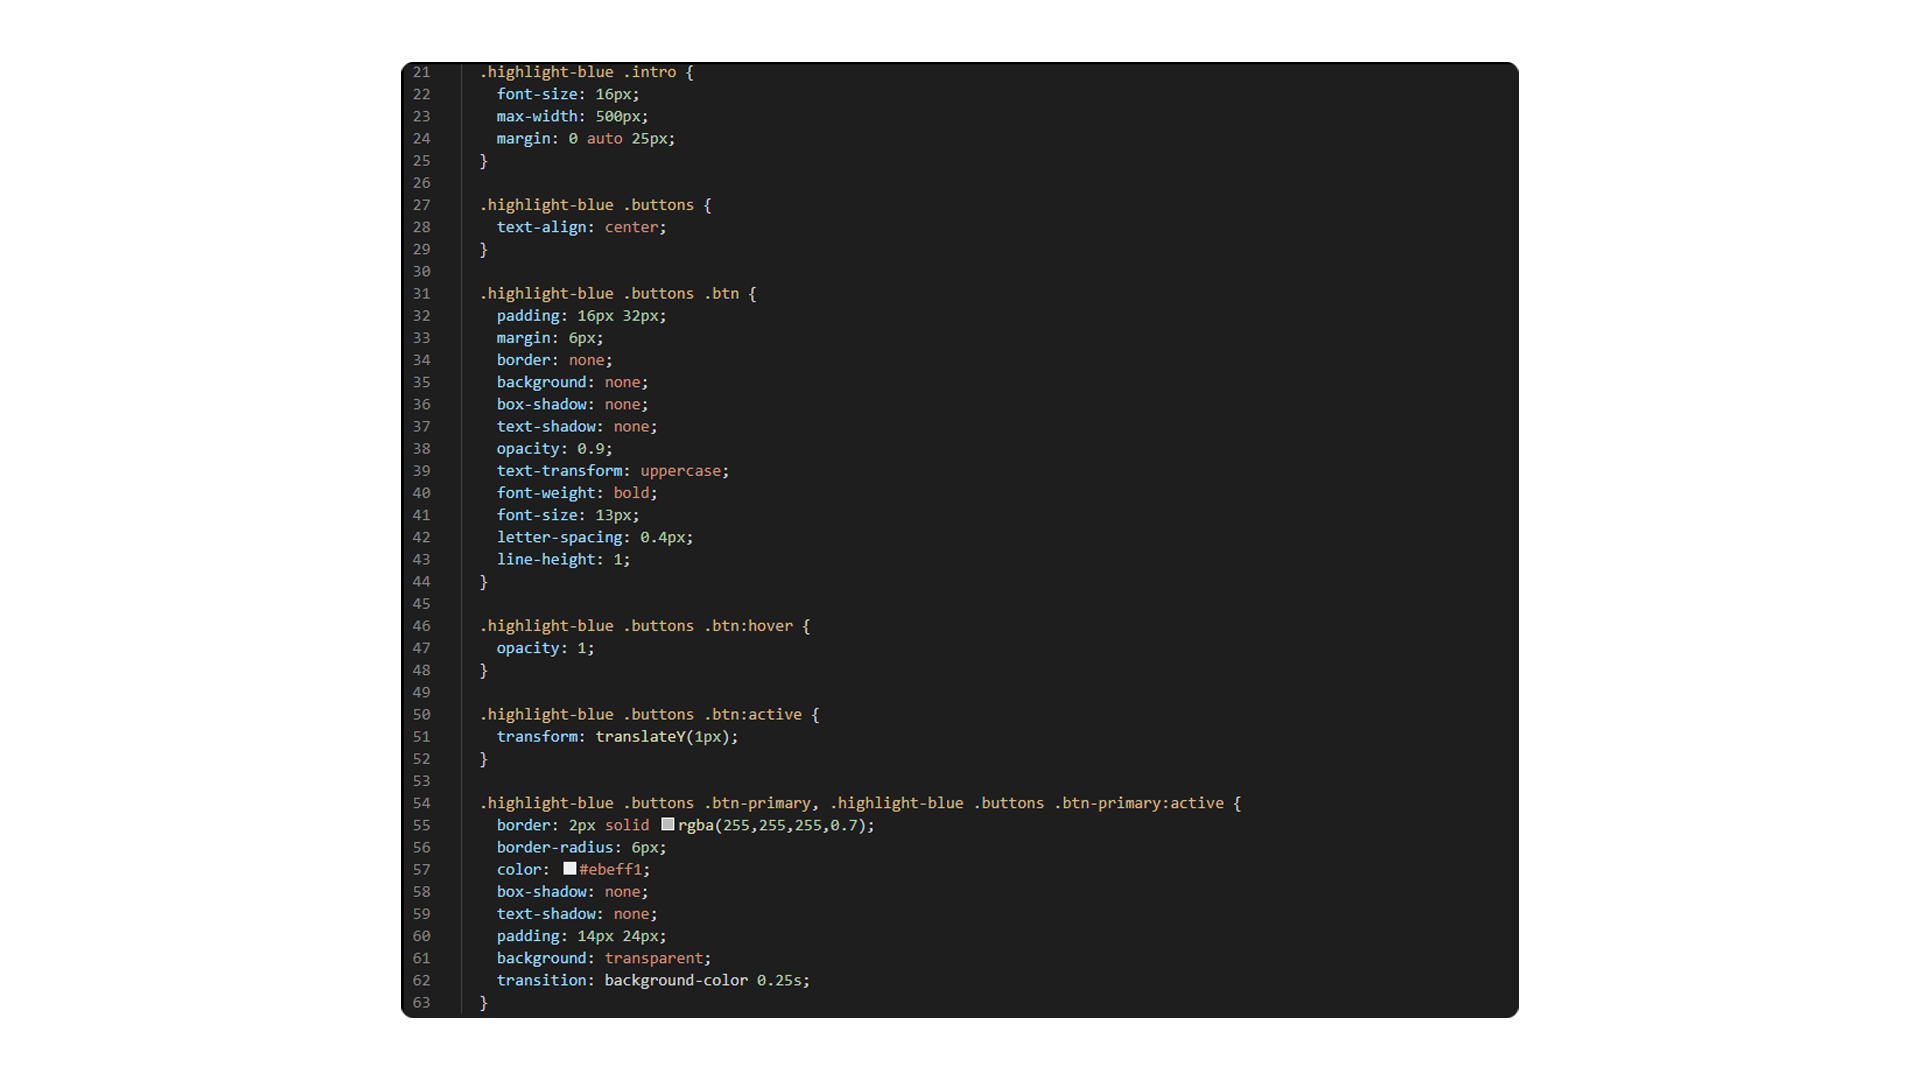 21 .highlight-blue .intro {
22 font-size: 16px;
23 max-width: 500px;
24 margin: 0 auto 25px;
25 }
26
27 .highlight-blue .buttons {
28 text-align: center;
29 }
30
31 .highlight-blue .buttons .btn {
32 padding: 16px 32px;
33 margin: 6px;
34 border: none;
35 background: none;
36 box-shadow: none;
37 text-shadow: none;
38 opacity: 0.9;
39 text-transform: uppercase;
40 font-weight: bold;
41 font-size: 13px;
42 letter-spacing: 0.4px;
43 line-height: 1;
44 }
45
46 .highlight-blue .buttons .btn:hover {
47 opacity: 1;
48 }
49
50 .highlight-blue .buttons .btn:active {
51 transform: translateY(1px);
52 }
53
54 .highlight-blue .buttons .btn-primary, .highlight-blue .buttons .btn-primary:active {
55 border: 2px solid rgba(255,255,255,0.7);
56 border-radius: 6px;
57 color: #ebeff1;
58 box-shadow: none;
59 text-shadow: none;
60 padding: 14px 24px;
61 background: transparent;
62 transition: background-color 0.25s;
63 }